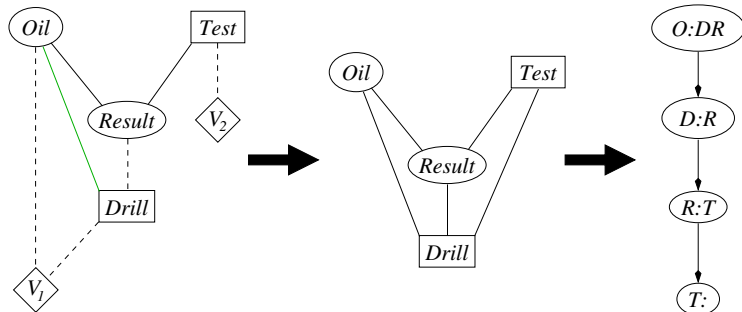 Oil
Test
Result
V2
Drill
V1
Oil
Test
Result
Drill
O:DR
D:R
R:T
T: